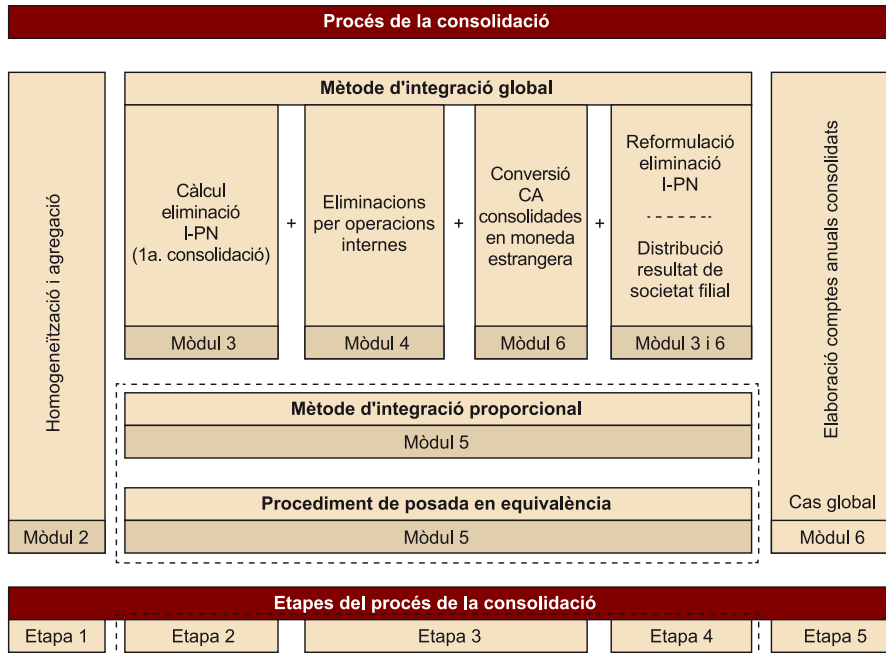 Procés de la consolidació
Homogeneïtzació i agregació
Mòdul 2
Mètode d'integració global
Càlcul
eliminació
I-PN
(1a. consolidació)
Mòdul 3
+
Eliminacions
per operacions
internes
Mòdul 4
+
Conversió
CA
consolidades
en moneda
estrangera
Mòdul 6
+
Reformulació
eliminació
I-PN
Distribució
resultat de
societat filial
Mòdul 3 i 6
Mètode d'integració proporcional
Mòdul 5
Procediment de posada en equivalència
Mòdul 5
Elaboració comptes anuals consolidats
Cas global
Mòdul 6
Etapes del procés de la consolidació
Etapa 1
Etapa 2
Etapa 3
Etapa 4
Etapa 5